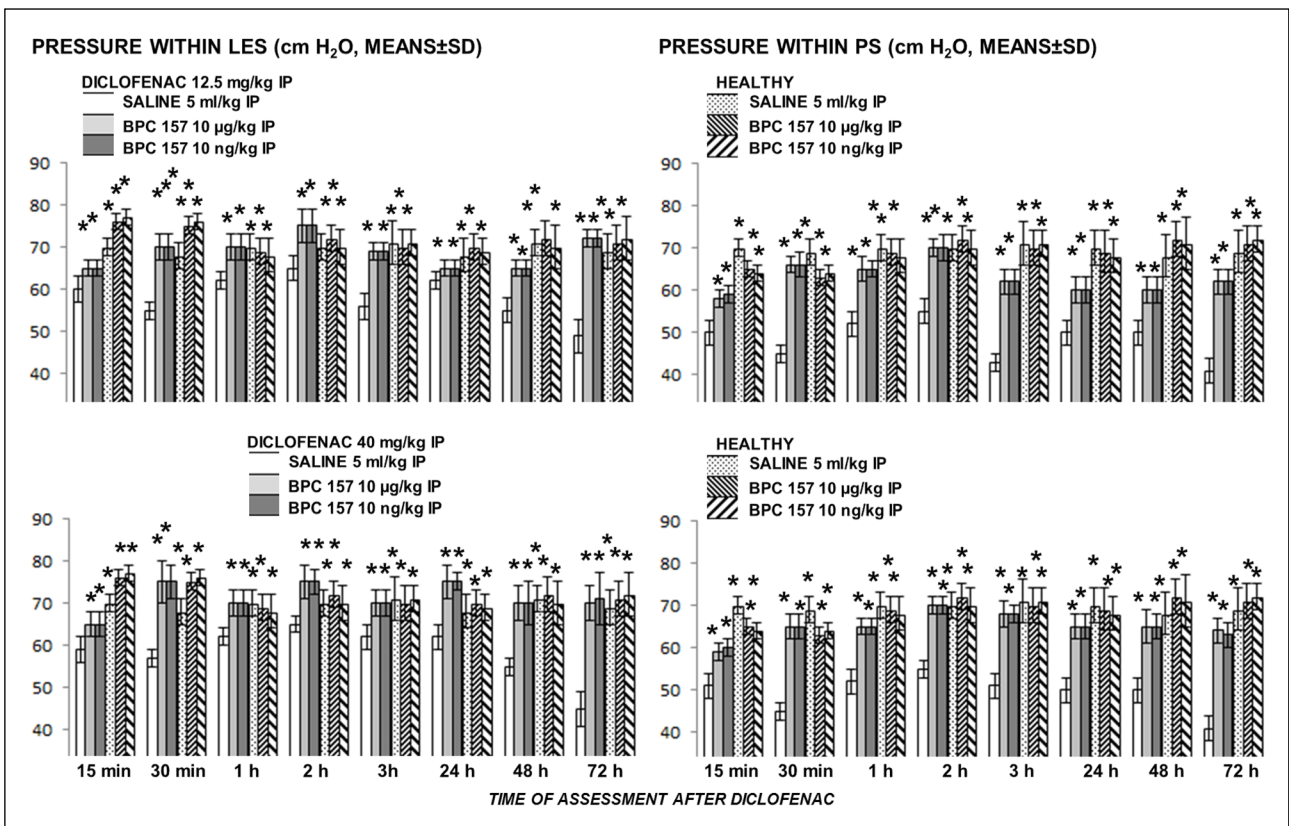 PRESSURE WITHIN LES (cm H₂O, MEANS±SD)
DICLOFENAC 12.5 mg/kg IP
SALINE 5 ml/kg IP
BPC 157 10 µg/kg IP
BPC 157 10 ng/kg IP
90
80
70
60
50
40
PRESSURE WITHIN PS (cm H₂O, MEANS±SD)
HEALTHY
SALINE 5 ml/kg IP
BPC 157 10 µg/kg IP
BPC 157 10 ng/kg IP
90
80
70
60
50
40
DICLOFENAC 40 mg/kg IP
SALINE 5 ml/kg IP
BPC 157 10 µg/kg IP
BPC 157 10 ng/kg IP
90
80
70
60
50
40
15 min 30 min 1 h 2 h 3h 24 h 48 h 72 h
HEALTHY
SALINE 5 ml/kg IP
BPC 157 10 µg/kg IP
BPC 157 10 ng/kg IP
90
80
70
60
50
40
15 min 30 min 1 h 2 h 3 h 24 h 48 h 72 h
TIME OF ASSESSMENT AFTER DICLOFENAC